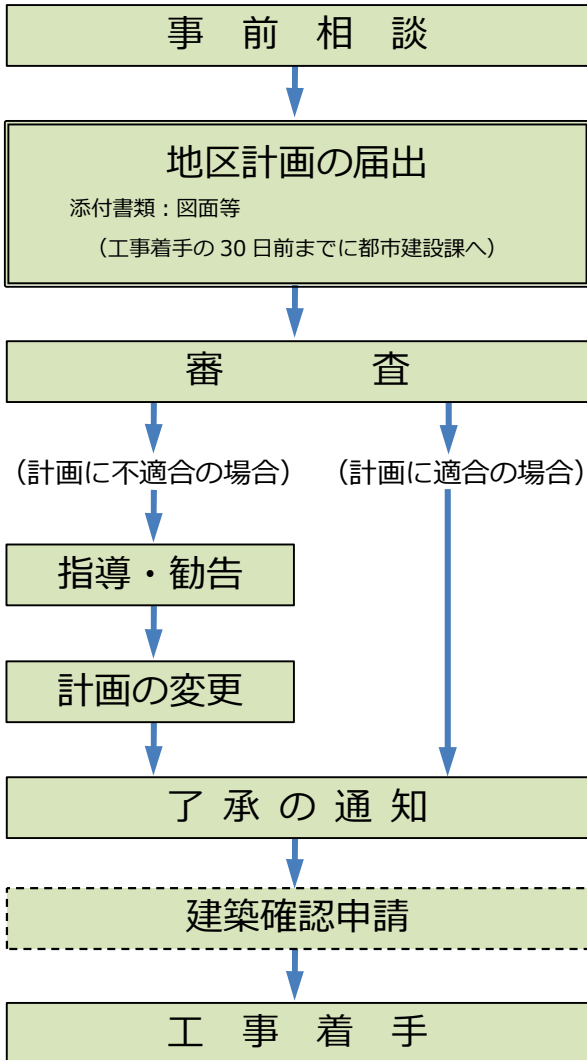 事前相談
地区計画の届出
添付書類：図面等
（工事着手の 30 日前までに都市建設課へ）
審査
（計画に不適合の場合）
（計画に適合の場合）
指導・勧告
計画の変更
了承の通知
建築確認申請
工事着手